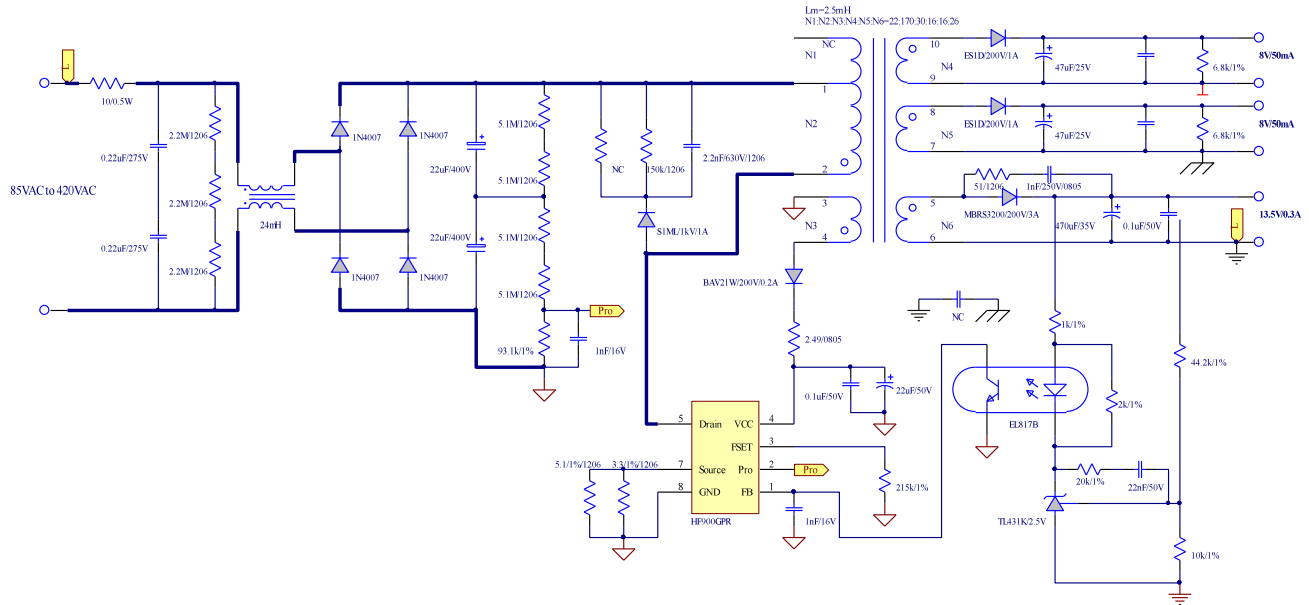 Lm=2.5mH
N1:N2:N3:N4:N5:N6=22:170:30:16:16:26
L
10/0.5W
0.22uF/275V
0.22uF/275V
2.2M/1206
2.2M/1206
2.2M/1206
85VAC to 420VAC
24mH
1N4007
1N4007
1N4007
1N4007
22uF/400V
22uF/400V
5.1M/1206
5.1M/1206
5.1M/1206
5.1M/1206
93.1k/1%
1nF/16V
Pro
NC
150k/1206
2.2nF/630V/1206
S1ML/1kV/1A
NC
N1
1
N2
2
3
N3
4
10
N4
9
8
N5
7
5
N6
6
ES1D/200V/1A
47uF/25V
6.8k/1%
8V/50mA
ES1D/200V/1A
47uF/25V
6.8k/1%
8V/50mA
51/1206
1nF/250V/0805
MBRS3200/200V/3A
470uF/35V
0.1uF/50V
13.5V/0.3A
L
BAV21W/200V/0.2A
2.49/0805
0.1uF/50V
22uF/50V
NC
1k/1%
44.2k/1%
2k/1%
EL817B
20k/1%
22nF/50V
TL431K/2.5V
10k/1%
5 Drain VCC 4
FSET 3
7 Source Pro 2 Pro
8 GND FB 1
HF900GPR
5.1/1%/1206
3.3/1%/1206
215k/1%
1nF/16V